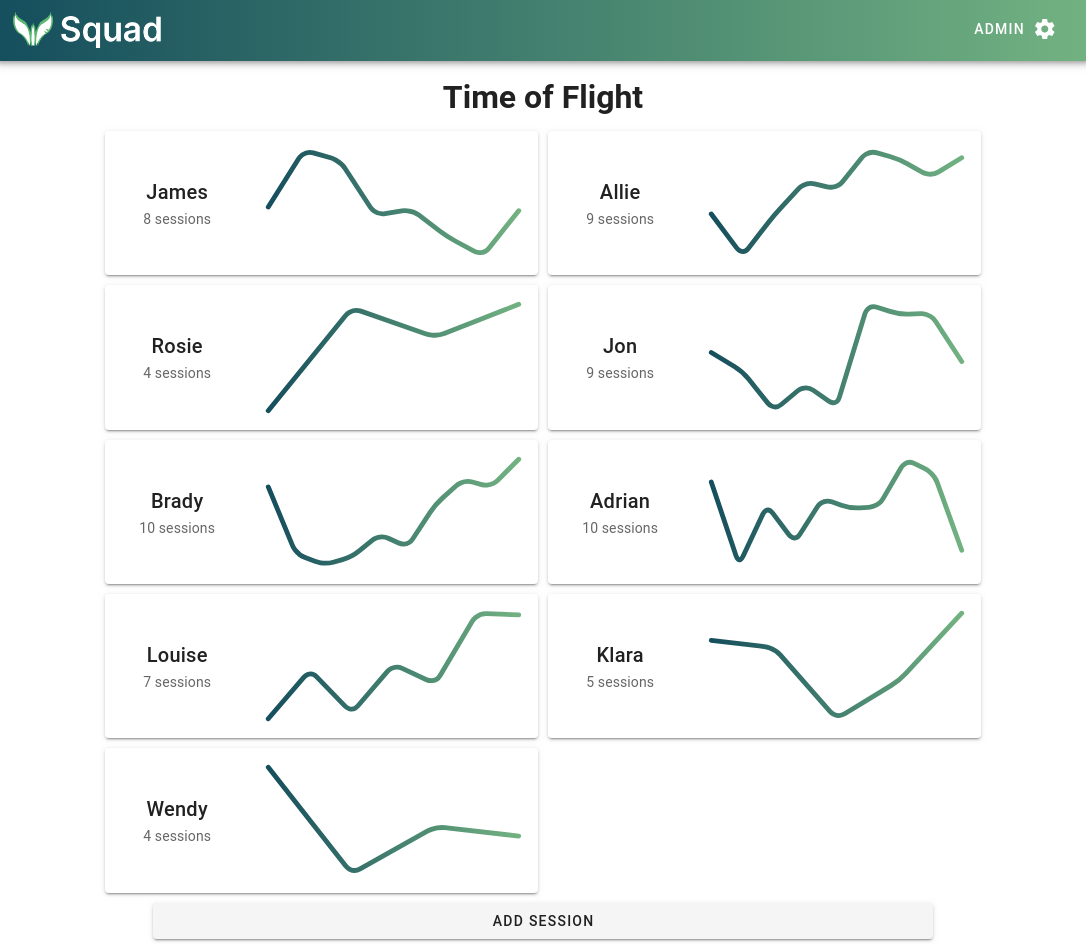 Squad
ADMIN
Time of Flight
James
8 sessions
Allie
9 sessions
Rosie
4 sessions
Jon
9 sessions
Brady
10 sessions
Adrian
10 sessions
Louise
7 sessions
Klara
5 sessions
Wendy
4 sessions
ADD SESSION